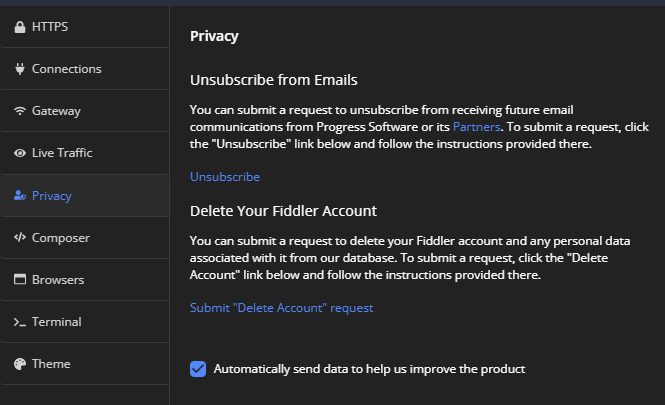 HTTPS
Connections
Gateway
Live Traffic
Privacy
Composer
Browsers
Terminal
Theme
Privacy
Unsubscribe from Emails
You can submit a request to unsubscribe from receiving future email
communications from Progress Software or its Partners. To submit a request, click
the "Unsubscribe" link below and follow the instructions provided there.
Unsubscribe
Delete Your Fiddler Account
You can submit a request to delete your Fiddler account and any personal data
associated with it from our database. To submit a request, click the "Delete
Account" link below and follow the instructions provided there.
Submit "Delete Account" request
Automatically send data to help us improve the product